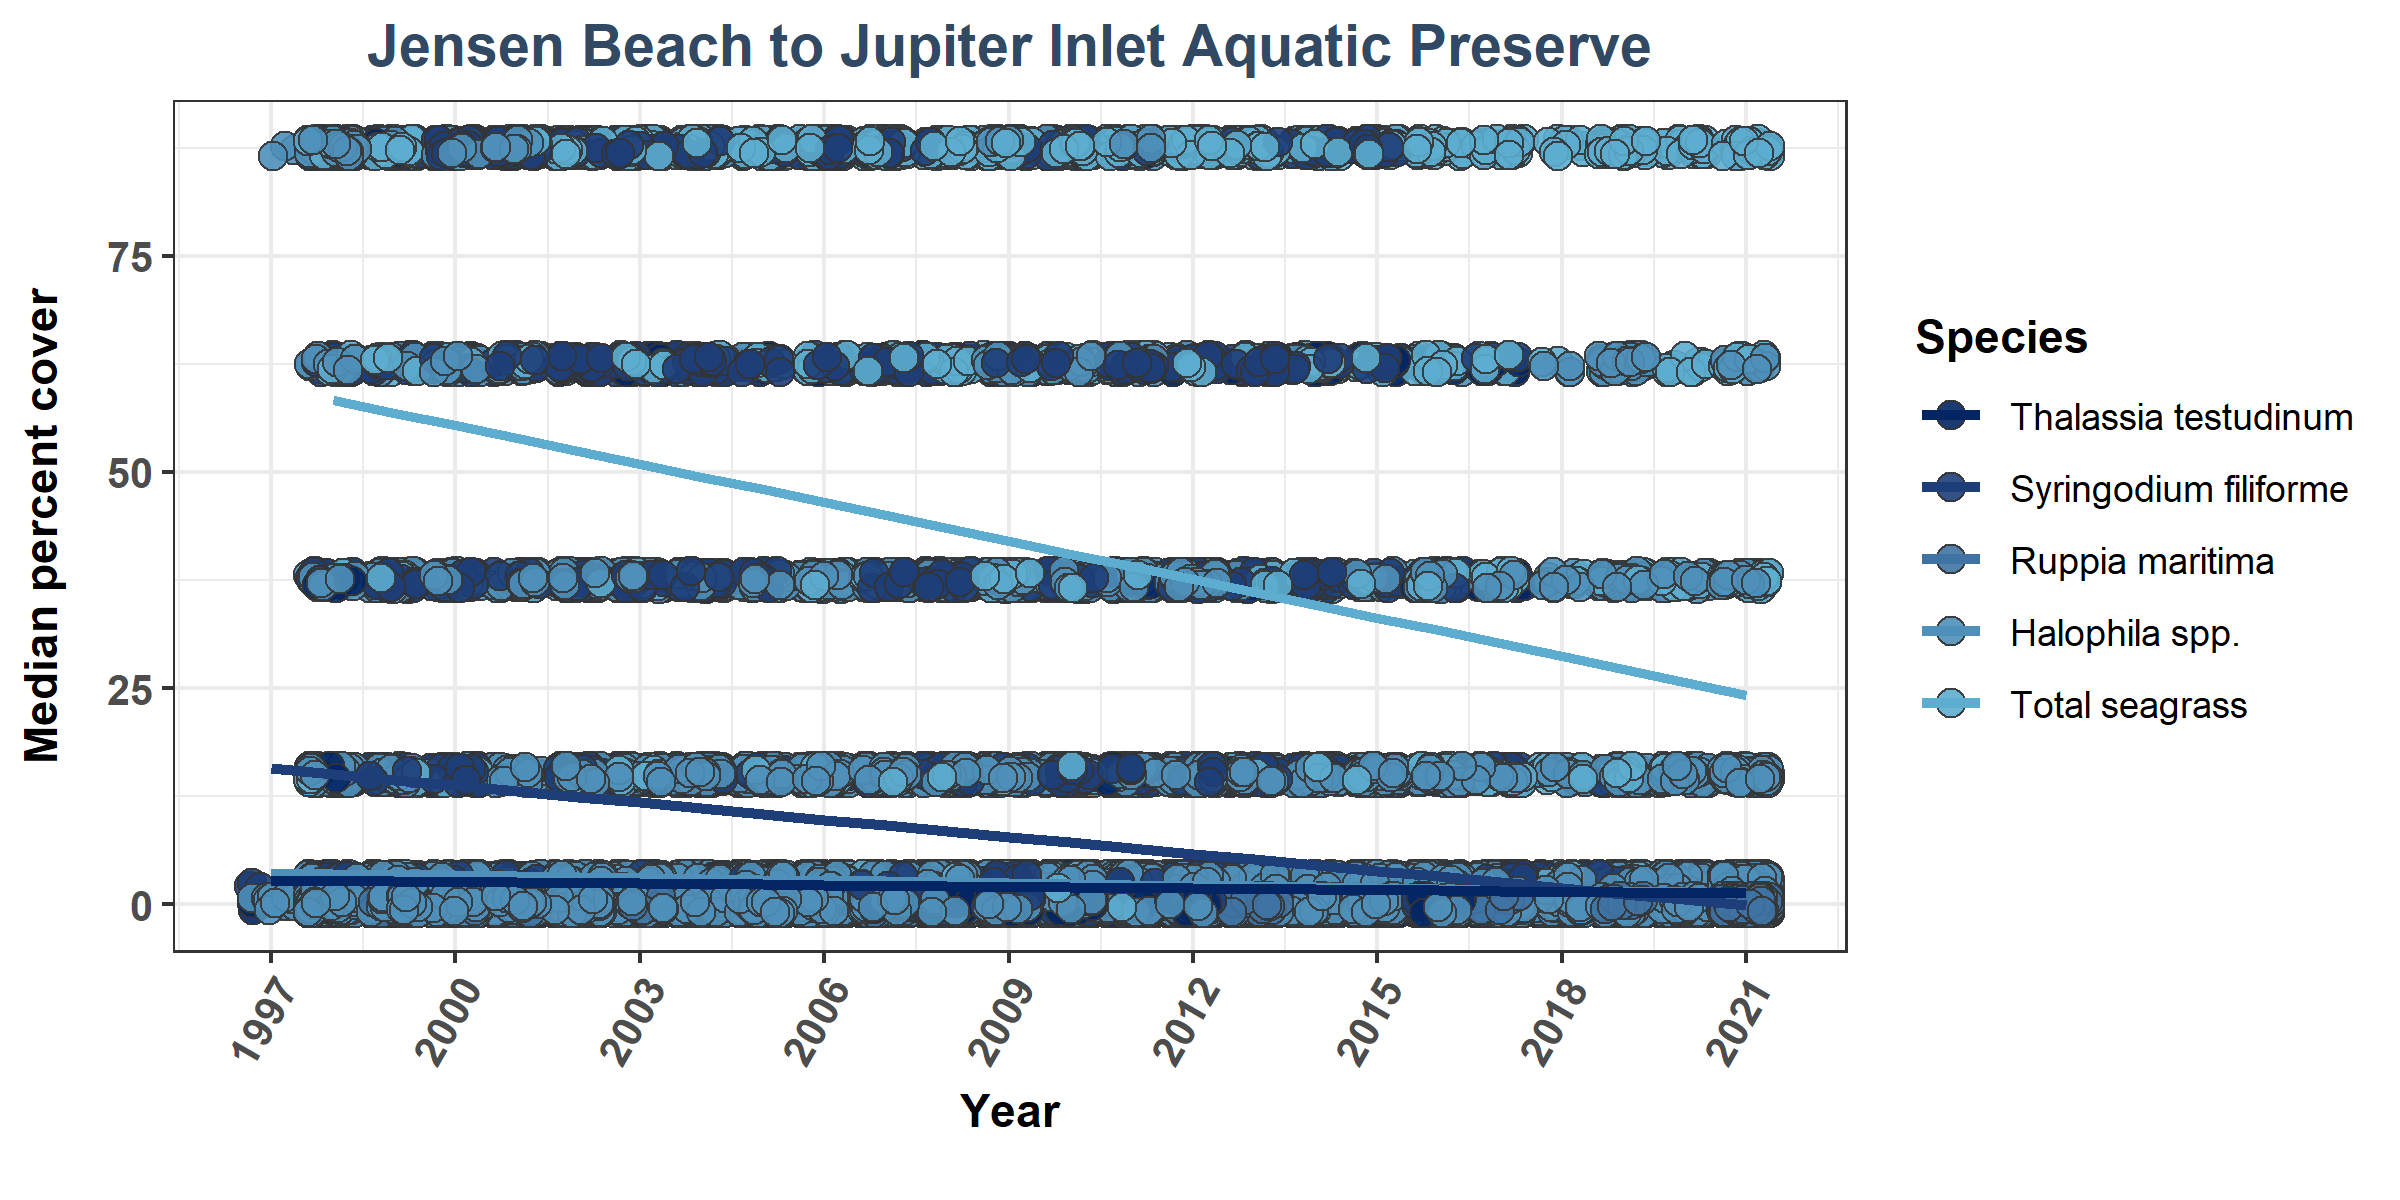 Jensen Beach to Jupiter Inlet Aquatic Preserve
Median percent cover
75
50
25
0
1997
2000
2003
2006
2009
2012
2015
2018
2021
Year
Species
Thalassia testudinum
Syringodium filiforme
Ruppia maritima
Halophila spp.
Total seagrass